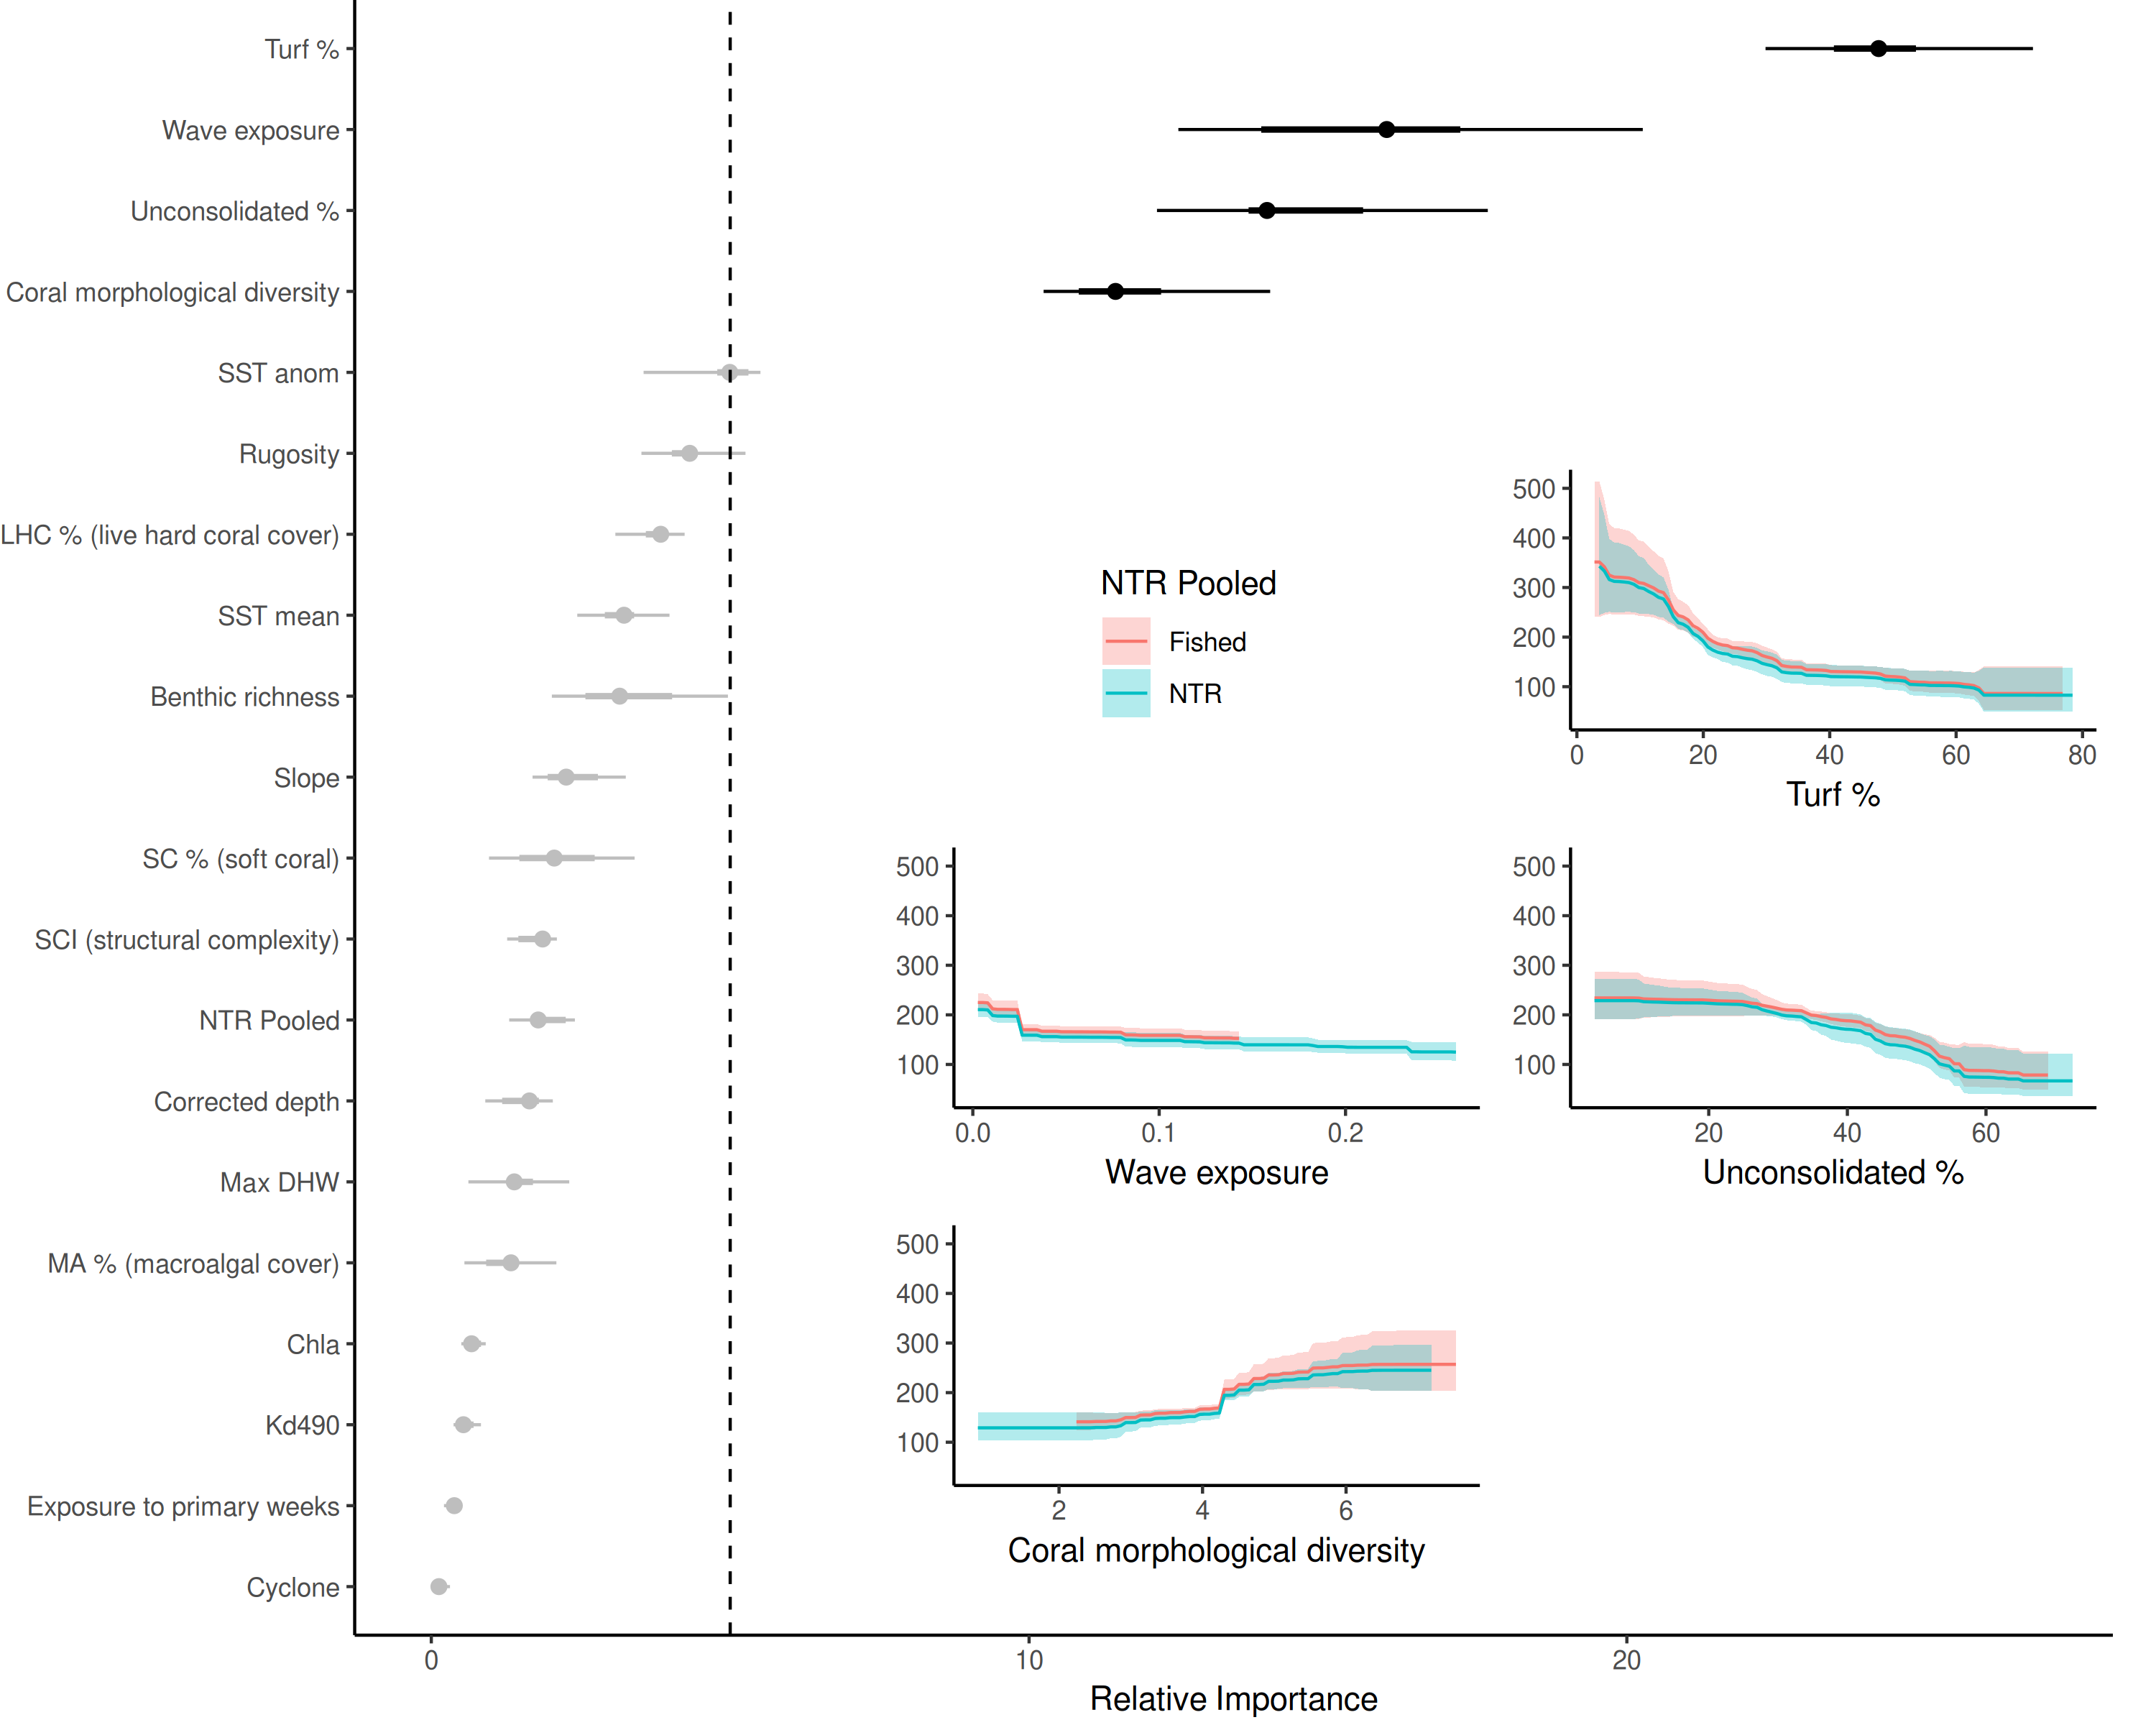 Turf %
Wave exposure
Unconsolidated %
Coral morphological diversity
SST anom
Rugosity
LHC % (live hard coral cover)
SST mean
Benthic richness
Slope
SC % (soft coral)
SCI (structural complexity)
NTR Pooled
Corrected depth
Max DHW
MA % (macroalgal cover)
Chla
Kd490
Exposure to primary weeks
Cyclone
0 10 20
Relative Importance
NTR Pooled
Fished
NTR
500
400
300
200
100
0 20 40 60 80
Turf %
500
400
300
200
100
0.0 0.1 0.2
Wave exposure
500
400
300
200
100
20 40 60
Unconsolidated %
500
400
300
200
100
2 4 6
Coral morphological diversity